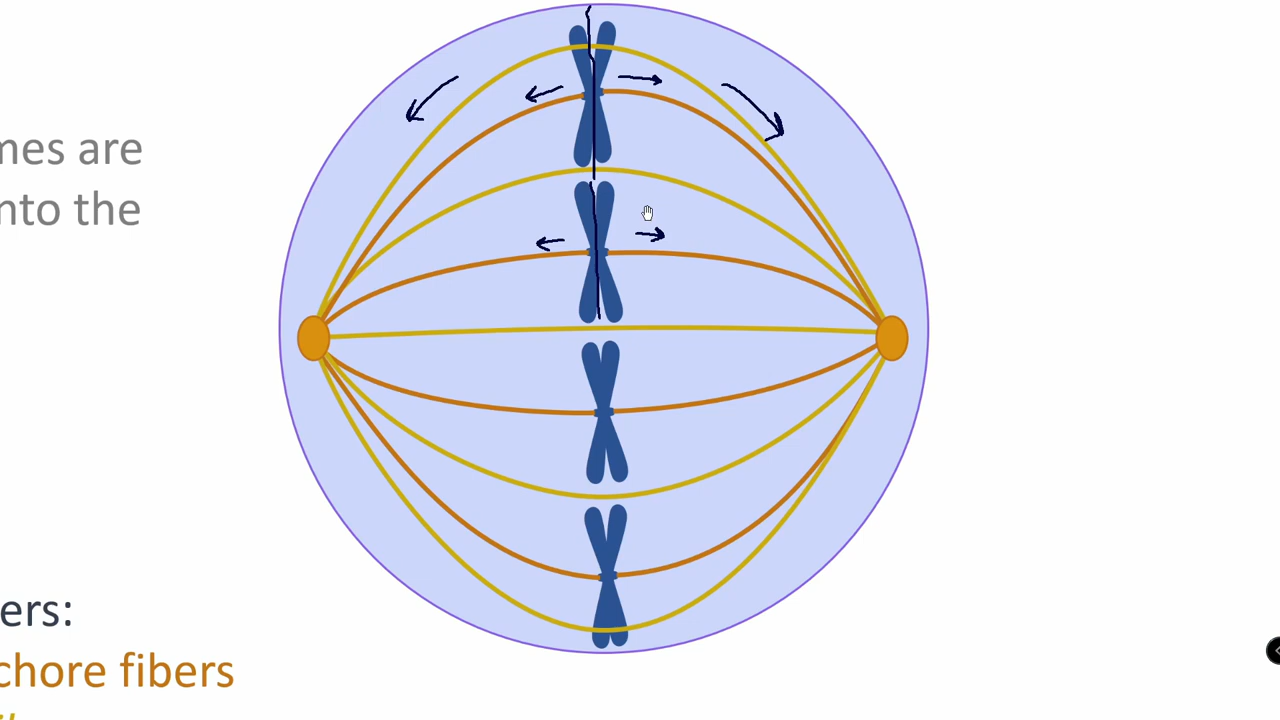 mes are
nto the
ers:
chore fibers